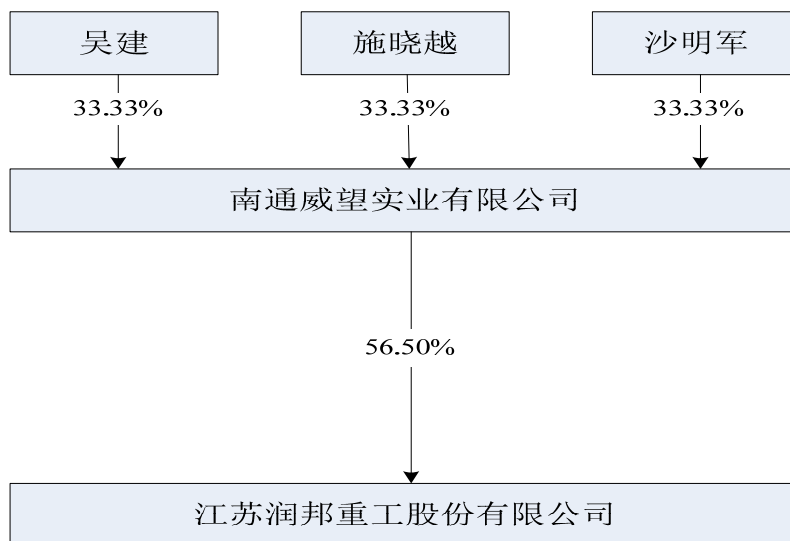 吴建 施晓越 沙明军
33.33% 33.33% 33.33%
南通威望实业有限公司
56.50%
江苏润邦重工股份有限公司